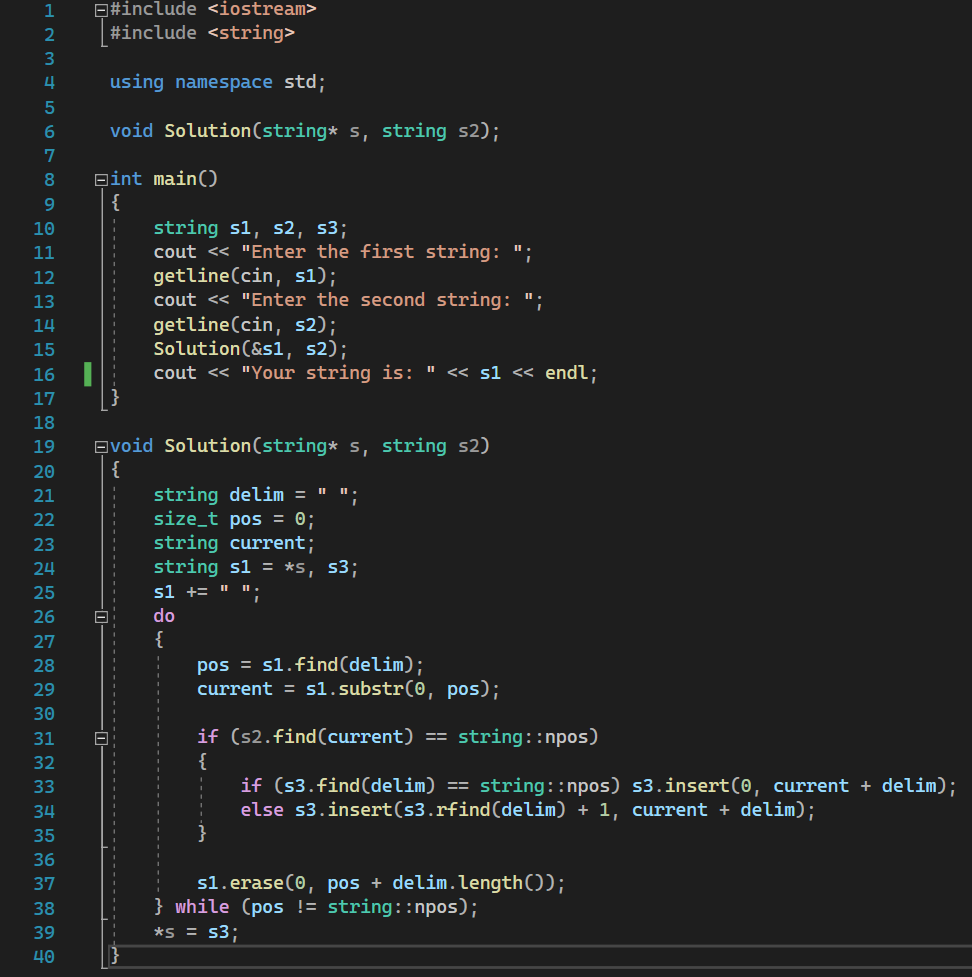 1 #include <iostream>
2 #include <string>
3
4 using namespace std;
5
6 void Solution(string* s, string s2);
7
8 int main()
9 {
10 string s1, s2, s3;
11 cout << "Enter the first string: ";
12 getline(cin, s1);
13 cout << "Enter the second string: ";
14 getline(cin, s2);
15 Solution(&s1, s2);
16 cout << "Your string is: " << s1 << endl;
17 }
18
19 void Solution(string* s, string s2)
20 {
21 string delim = " ";
22 size_t pos = 0;
23 string current;
24 string s1 = *s, s3;
25 s1 += " ";
26 do
27 {
28 pos = s1.find(delim);
29 current = s1.substr(0, pos);
30
31 if (s2.find(current) == string::npos)
32 {
33 if (s3.find(delim) == string::npos) s3.insert(0, current + delim);
34 else s3.insert(s3.rfind(delim) + 1, current + delim);
35 }
36
37 s1.erase(0, pos + delim.length());
38 } while (pos != string::npos);
39 *s = s3;
40 }